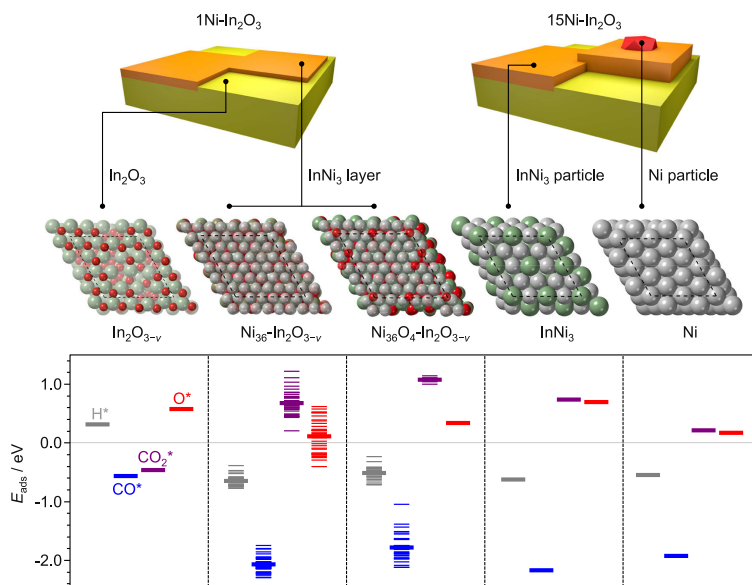 1Ni-In₂O₃ 15Ni-In₂O₃
In₂O₃ InNi₃ layer InNi₃ particle Ni particle
In₂O₃₋ᵥ Ni₃₆-In₂O₃₋ᵥ Ni₃₆O₄-In₂O₃₋ᵥ InNi₃ Ni
E_ads / eV
1.0
0.0
-1.0
-2.0
H* O*
CO₂*
CO*